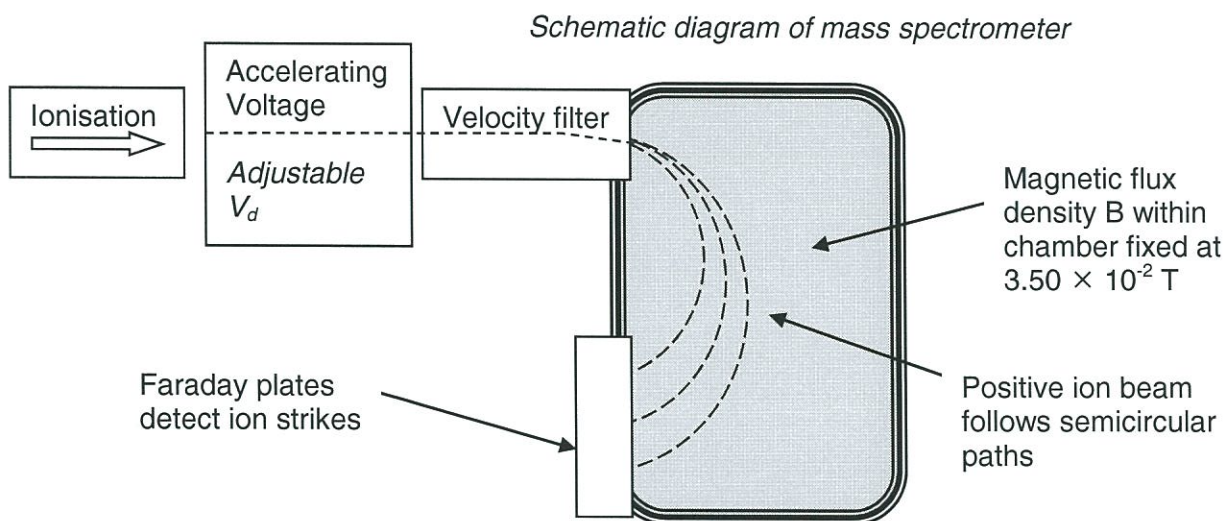 Schematic diagram of mass spectrometer
Ionisation
Accelerating
Voltage
Adjustable
V_d
Velocity filter
Magnetic flux
density B within
chamber fixed at
3.50 × 10⁻² T
Faraday plates
detect ion strikes
Positive ion beam
follows semicircular
paths